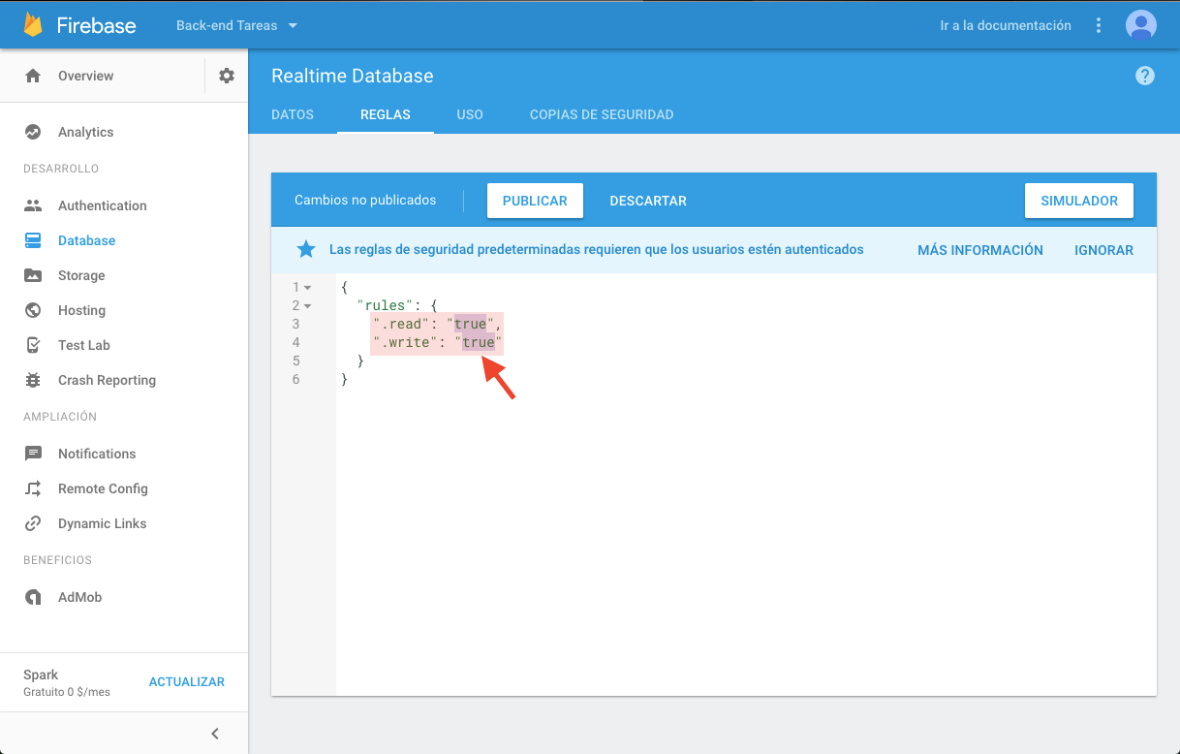 Firebase
Back-end Tareas
Ir a la documentación
Overview
Realtime Database
DATOS
REGLAS
USO
COPIAS DE SEGURIDAD
Analytics
DESARROLLO
Authentication
Database
Storage
Hosting
Test Lab
Crash Reporting
AMPLIACIÓN
Notifications
Remote Config
Dynamic Links
BENEFICIOS
AdMob
Spark
Gratuito 0 $/mes
ACTUALIZAR
Cambios no publicados
PUBLICAR
DESCARTAR
SIMULADOR
Las reglas de seguridad predeterminadas requieren que los usuarios estén autenticados
MÁS INFORMACIÓN
IGNORAR
1 {
2 "rules": {
3 ".read": "true",
4 ".write": "true"
5 }
6 }